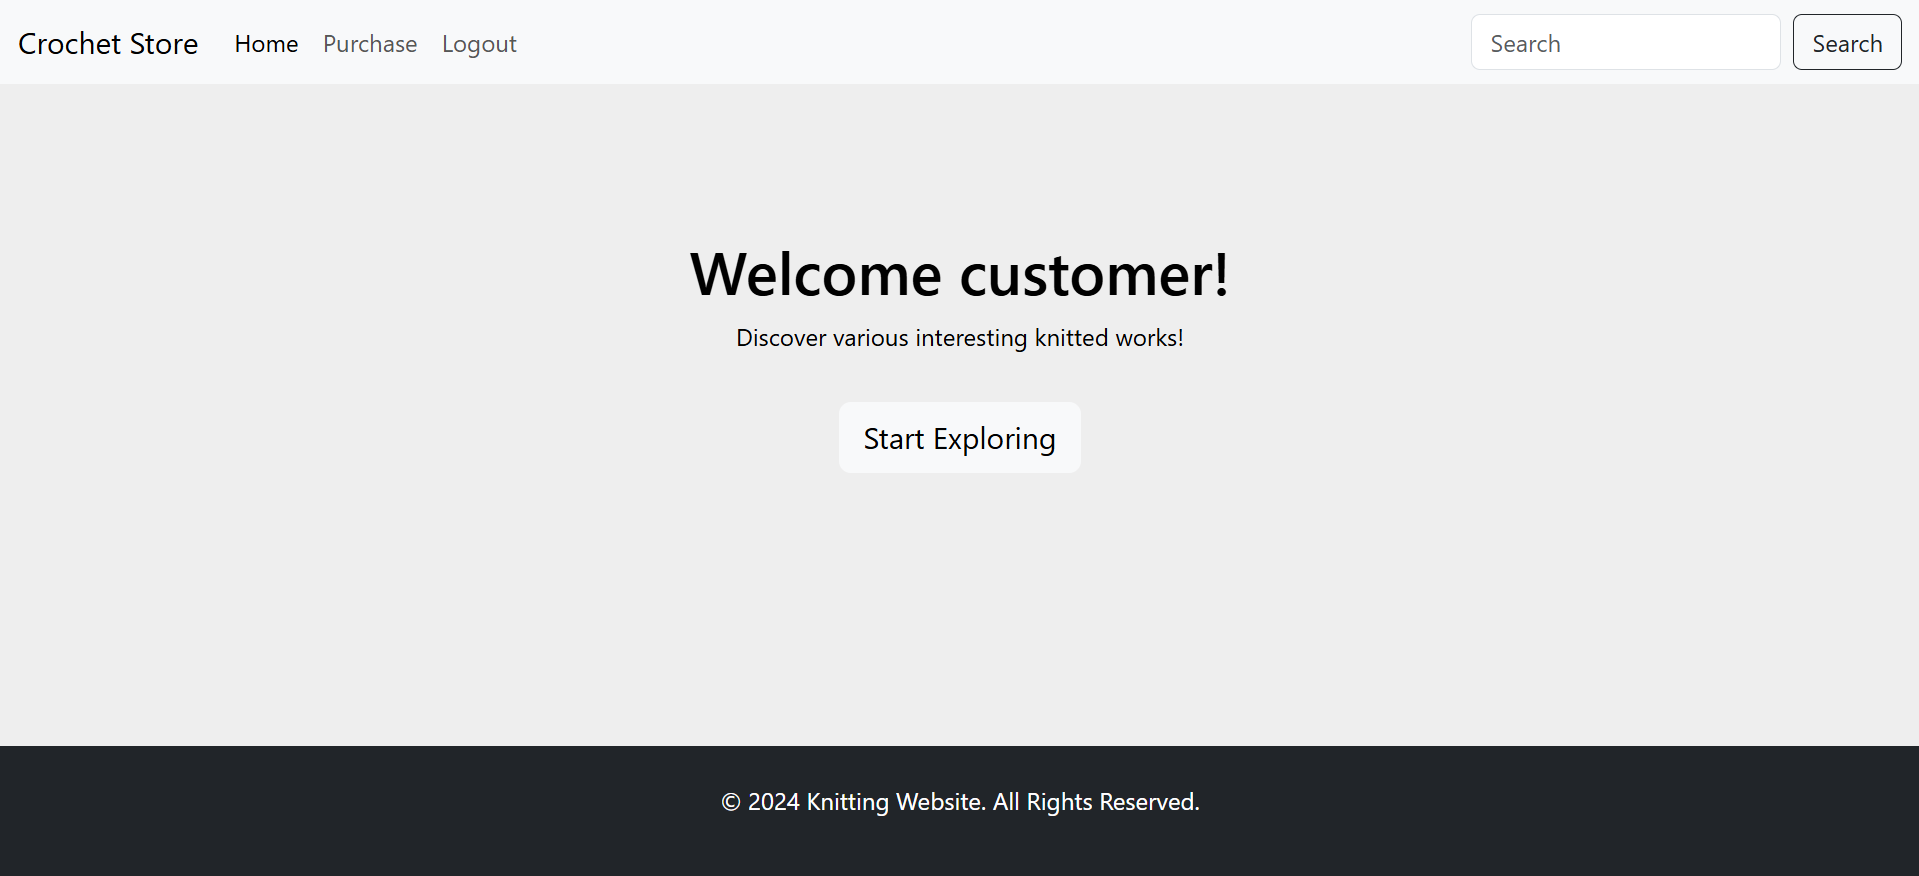 Crochet Store Home Purchase Logout Search Search
Welcome customer!
Discover various interesting knitted works!
Start Exploring
© 2024 Knitting Website. All Rights Reserved.